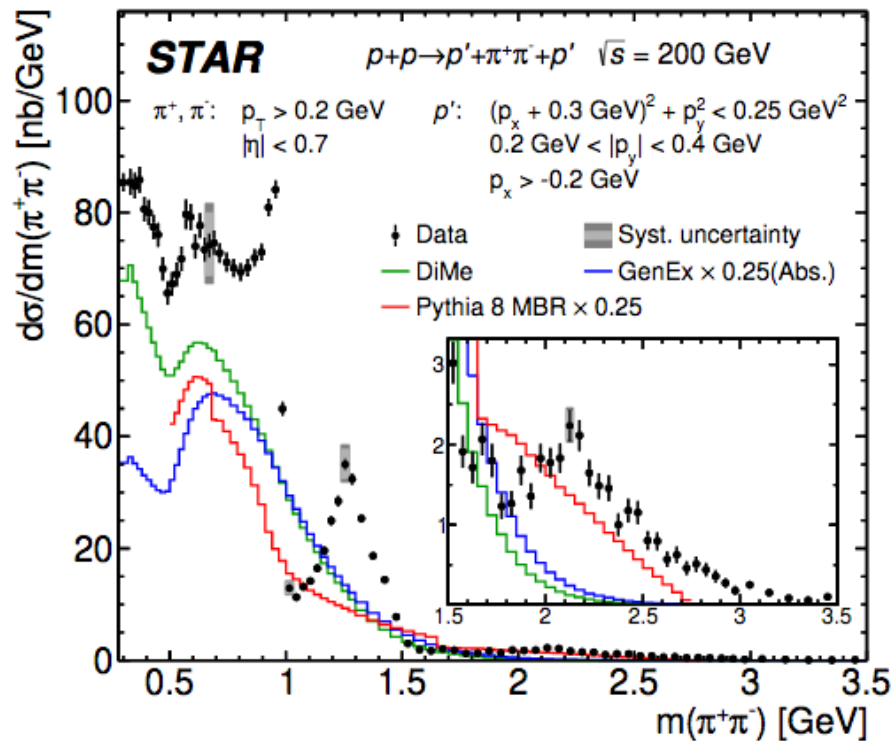 STAR p+p→p′+π⁺π⁻+p′ √s = 200 GeV
π⁺, π⁻: p_T > 0.2 GeV p′: (p_x + 0.3 GeV)² + p_y² < 0.25 GeV²
|η| < 0.7 0.2 GeV < |p_y| < 0.4 GeV
p_x > -0.2 GeV
Data Syst. uncertainty
DiMe GenEx × 0.25(Abs.)
Pythia 8 MBR × 0.25
dσ/dm(π⁺π⁻) [nb/GeV]
100
80
60
40
20
0
3
2
1
1.5 2 2.5 3 3.5
0.5 1 1.5 2 2.5 3 3.5
m(π⁺π⁻) [GeV]